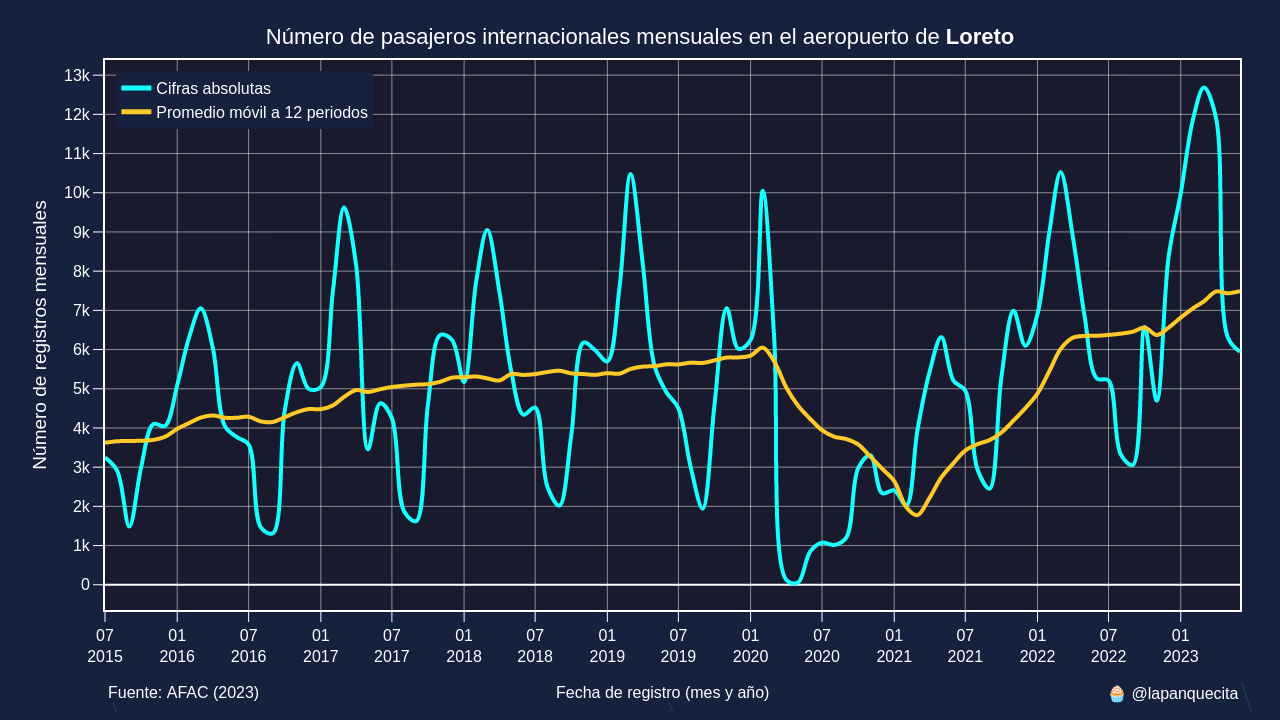 Número de pasajeros internacionales mensuales en el aeropuerto de Loreto
Cifras absolutas
Promedio móvil a 12 periodos
Número de registros mensuales
13k
12k
11k
10k
9k
8k
7k
6k
5k
4k
3k
2k
1k
0
07 01 07 01 07 01 07 01 07 01 07 01 07 01 07 01
2015 2016 2016 2017 2017 2018 2018 2019 2019 2020 2020 2021 2021 2022 2022 2023
Fuente: AFAC (2023)
Fecha de registro (mes y año)
🧁 @lapanquecita